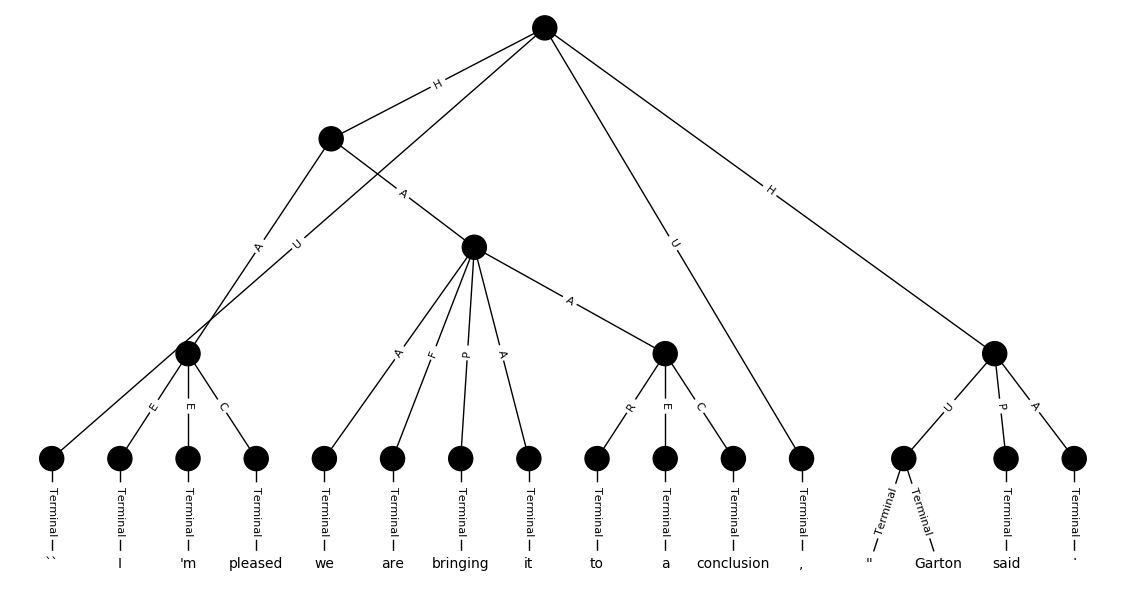 H
H
A
U
A
U
A
A
F
P
A
E
E
C
R
E
C
U
P
A
Terminal Terminal Terminal Terminal Terminal Terminal Terminal Terminal Terminal Terminal Terminal Terminal Terminal Terminal Terminal Terminal
`` I 'm pleased we are bringing it to a conclusion , " Garton said .